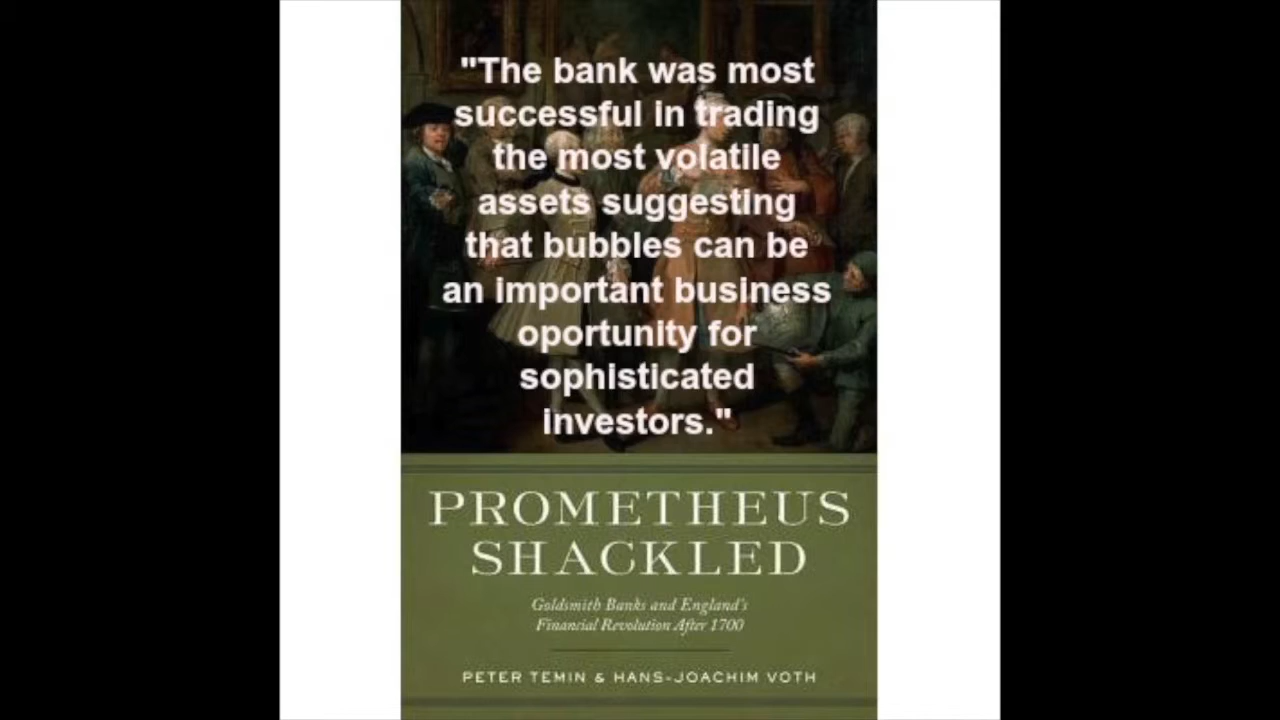 "The bank was most
successful in trading
the most volatile
assets suggesting
that bubbles can be
an important business
oportunity for
sophisticated
investors."
PROMETHEUS
SHACKLED
Goldsmith Banks and England's
Financial Revolution After 1700
PETER TEMIN & HANS-JOACHIM VOTH